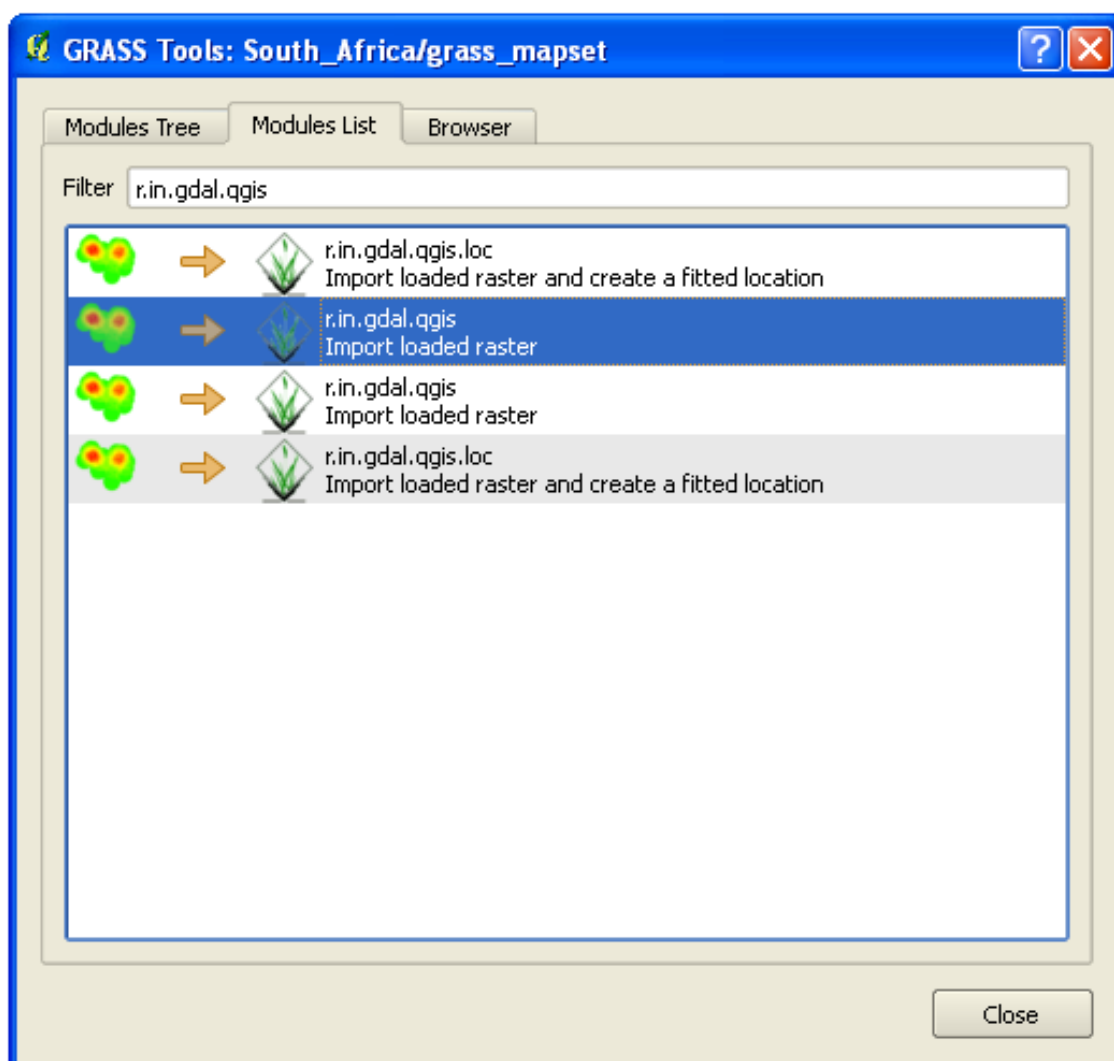 GRASS Tools: South_Africa/grass_mapset
Modules Tree Modules List Browser
Filter r.in.gdal.qgis
r.in.gdal.qgis.loc
Import loaded raster and create a fitted location
r.in.gdal.qgis
Import loaded raster
r.in.gdal.qgis
Import loaded raster
r.in.gdal.qgis.loc
Import loaded raster and create a fitted location
Close